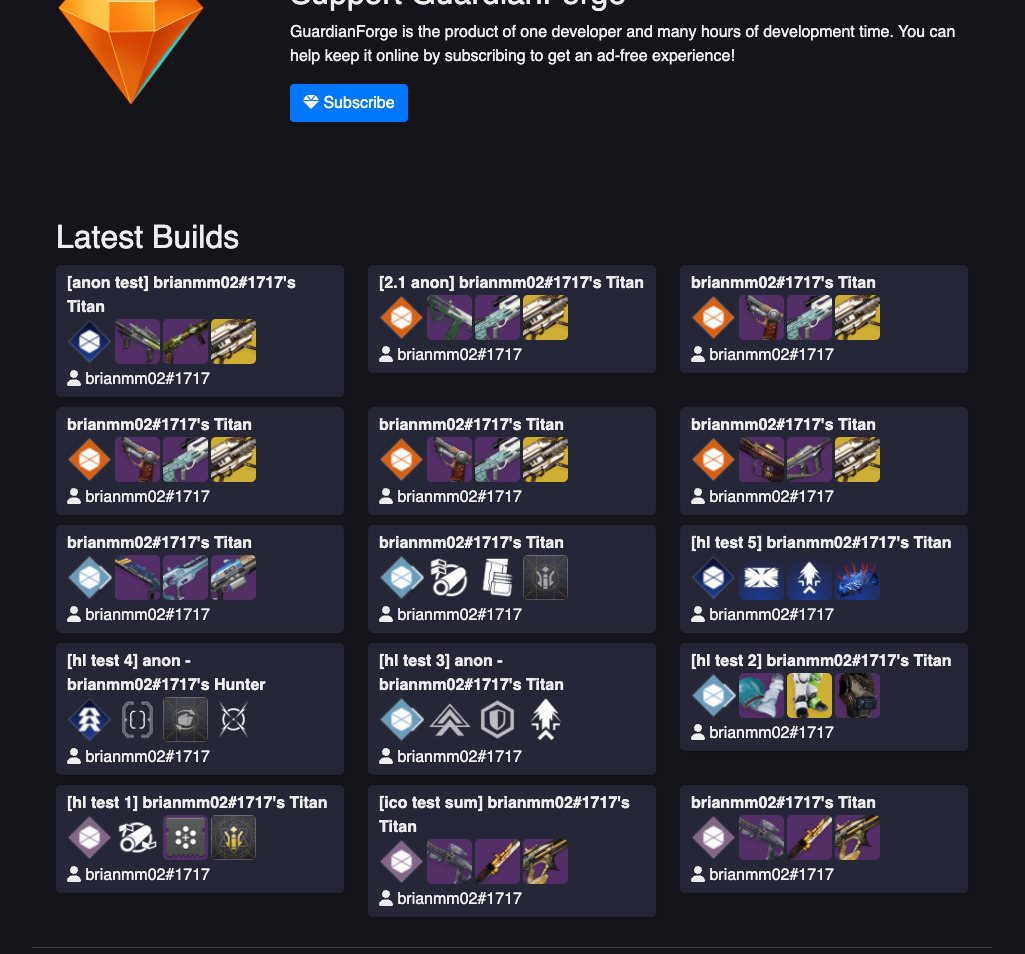 Support GuardianForge
GuardianForge is the product of one developer and many hours of development time. You can
help keep it online by subscribing to get an ad-free experience!
Subscribe
Latest Builds
[anon test] brianmm02#1717's
Titan
brianmm02#1717
[2.1 anon] brianmm02#1717's Titan
brianmm02#1717
brianmm02#1717's Titan
brianmm02#1717
brianmm02#1717's Titan
brianmm02#1717
brianmm02#1717's Titan
brianmm02#1717
brianmm02#1717's Titan
brianmm02#1717
brianmm02#1717's Titan
brianmm02#1717
brianmm02#1717's Titan
brianmm02#1717
[hl test 5] brianmm02#1717's Titan
brianmm02#1717
[hl test 4] anon -
brianmm02#1717's Hunter
brianmm02#1717
[hl test 3] anon -
brianmm02#1717's Titan
brianmm02#1717
[hl test 2] brianmm02#1717's Titan
brianmm02#1717
[hl test 1] brianmm02#1717's Titan
brianmm02#1717
[ico test sum] brianmm02#1717's
Titan
brianmm02#1717
brianmm02#1717's Titan
brianmm02#1717